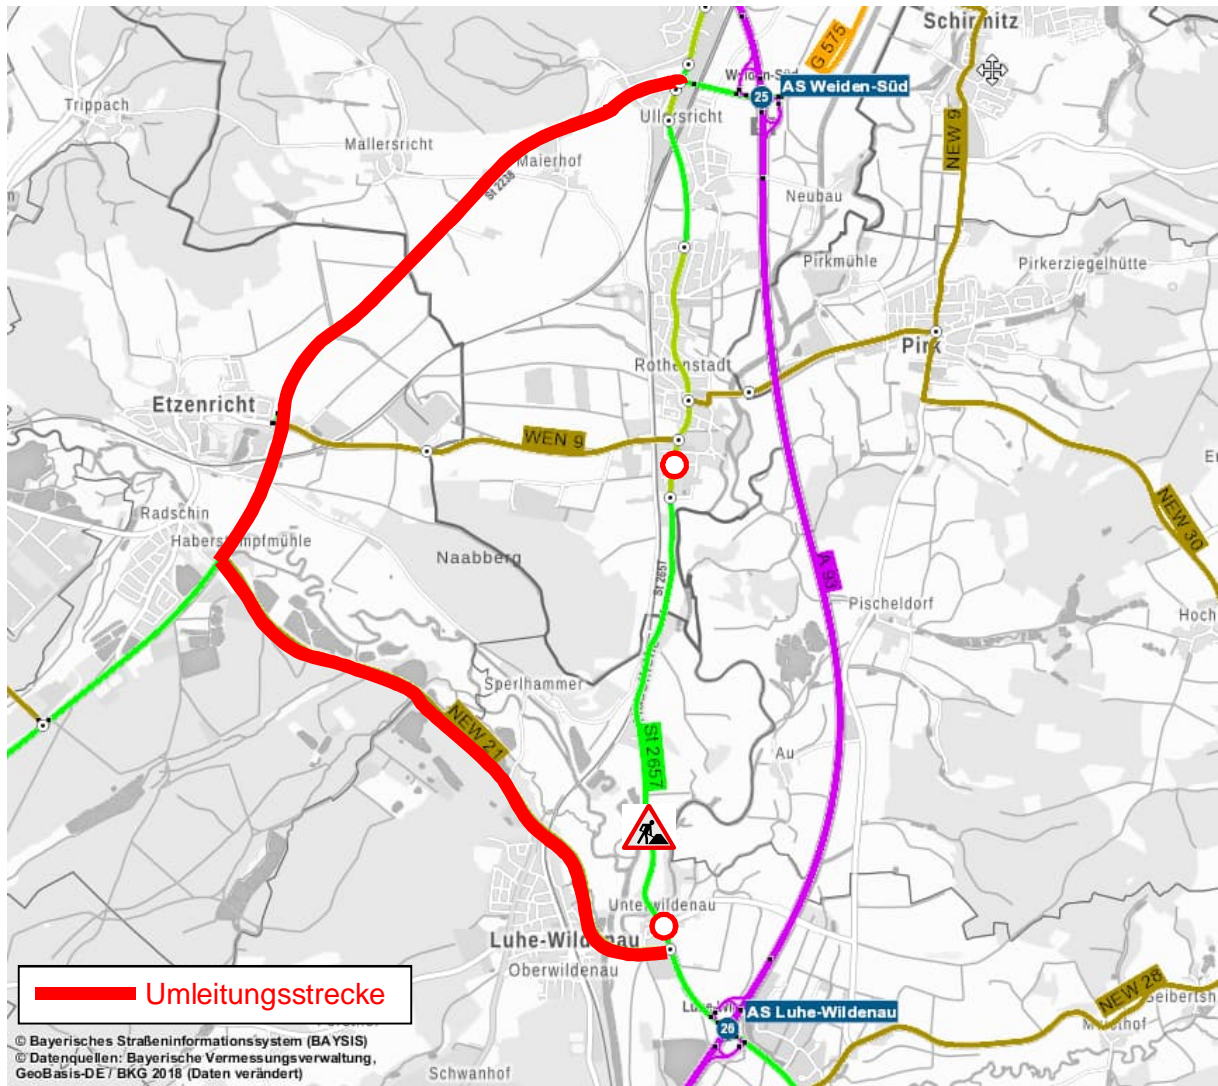 Schirmitz
G 575
Weiden-Süd
AS Weiden-Süd
25
Trippach
Ullersricht
Mallersricht
Maierhof
NEW 9
St 2238
Neubau
Pirkmühle
Pirkerziegelhütte
Pirk
Rothenstadt
Etzenricht
WEN 9
Radschin
Haberstumpfmühle
NEW 30
Naabberg
St 2657
A 93
Pischeldorf
Hoch
Sperlhammer
NEW 21
St 2657
Au
Unterwildenau
Luhe-Wildenau
Oberwildenau
NEW 28
Seibertsh
Umleitungsstrecke
AS Luhe-Wildenau
26
© Bayerisches Straßeninformationssystem (BAYSIS)
© Datenquellen: Bayerische Vermessungsverwaltung,
GeoBasis-DE / BKG 2018 (Daten verändert)
Schwanhof